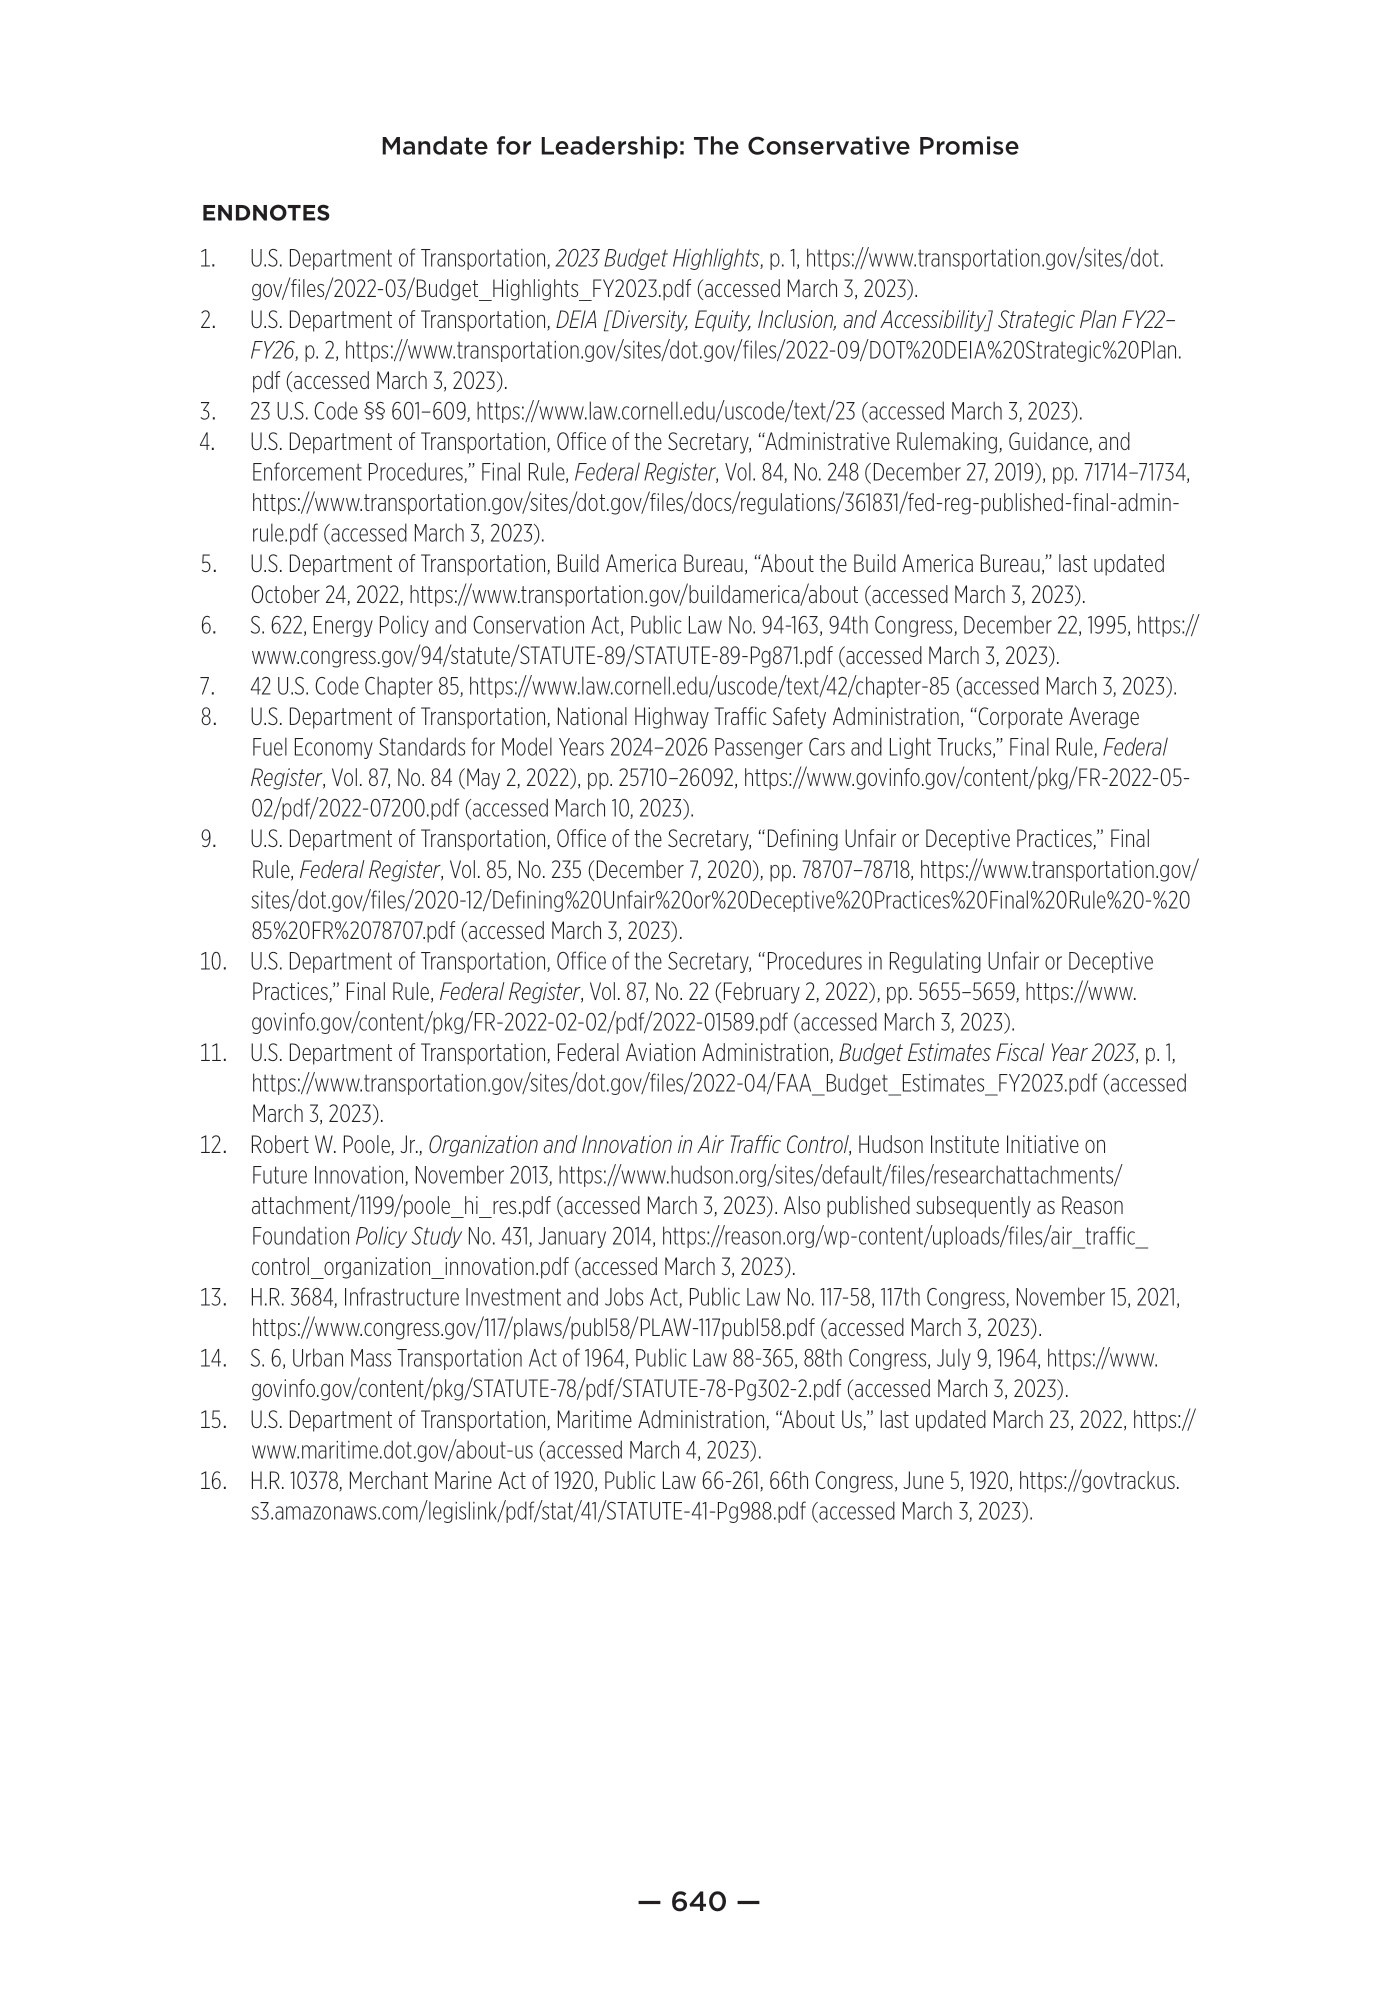 Mandate for Leadership: The Conservative Promise
ENDNOTES
1. U.S. Department of Transportation, 2023 Budget Highlights, p. 1, https://www.transportation.gov/sites/dot.
gov/files/2022-03/Budget_Highlights_FY2023.pdf (accessed March 3, 2023).
2. U.S. Department of Transportation, DEIA [Diversity, Equity, Inclusion, and Accessibility] Strategic Plan FY22–
FY26, p. 2, https://www.transportation.gov/sites/dot.gov/files/2022-09/DOT%20DEIA%20Strategic%20Plan.
pdf (accessed March 3, 2023).
3. 23 U.S. Code §§ 601–609, https://www.law.cornell.edu/uscode/text/23 (accessed March 3, 2023).
4. U.S. Department of Transportation, Office of the Secretary, “Administrative Rulemaking, Guidance, and
Enforcement Procedures,” Final Rule, Federal Register, Vol. 84, No. 248 (December 27, 2019), pp. 71714–71734,
https://www.transportation.gov/sites/dot.gov/files/docs/regulations/361831/fed-reg-published-final-admin-
rule.pdf (accessed March 3, 2023).
5. U.S. Department of Transportation, Build America Bureau, “About the Build America Bureau,” last updated
October 24, 2022, https://www.transportation.gov/buildamerica/about (accessed March 3, 2023).
6. S. 622, Energy Policy and Conservation Act, Public Law No. 94-163, 94th Congress, December 22, 1995, https://
www.congress.gov/94/statute/STATUTE-89/STATUTE-89-Pg871.pdf (accessed March 3, 2023).
7. 42 U.S. Code Chapter 85, https://www.law.cornell.edu/uscode/text/42/chapter-85 (accessed March 3, 2023).
8. U.S. Department of Transportation, National Highway Traffic Safety Administration, “Corporate Average
Fuel Economy Standards for Model Years 2024–2026 Passenger Cars and Light Trucks,” Final Rule, Federal
Register, Vol. 87, No. 84 (May 2, 2022), pp. 25710–26092, https://www.govinfo.gov/content/pkg/FR-2022-05-
02/pdf/2022-07200.pdf (accessed March 10, 2023).
9. U.S. Department of Transportation, Office of the Secretary, “Defining Unfair or Deceptive Practices,” Final
Rule, Federal Register, Vol. 85, No. 235 (December 7, 2020), pp. 78707–78718, https://www.transportation.gov/
sites/dot.gov/files/2020-12/Defining%20Unfair%20or%20Deceptive%20Practices%20Final%20Rule%20-%20
85%20FR%2078707.pdf (accessed March 3, 2023).
10. U.S. Department of Transportation, Office of the Secretary, “Procedures in Regulating Unfair or Deceptive
Practices,” Final Rule, Federal Register, Vol. 87, No. 22 (February 2, 2022), pp. 5655–5659, https://www.
govinfo.gov/content/pkg/FR-2022-02-02/pdf/2022-01589.pdf (accessed March 3, 2023).
11. U.S. Department of Transportation, Federal Aviation Administration, Budget Estimates Fiscal Year 2023, p. 1,
https://www.transportation.gov/sites/dot.gov/files/2022-04/FAA_Budget_Estimates_FY2023.pdf (accessed
March 3, 2023).
12. Robert W. Poole, Jr., Organization and Innovation in Air Traffic Control, Hudson Institute Initiative on
Future Innovation, November 2013, https://www.hudson.org/sites/default/files/researchattachments/
attachment/1199/poole_hi_res.pdf (accessed March 3, 2023). Also published subsequently as Reason
Foundation Policy Study No. 431, January 2014, https://reason.org/wp-content/uploads/files/air_traffic_
control_organization_innovation.pdf (accessed March 3, 2023).
13. H.R. 3684, Infrastructure Investment and Jobs Act, Public Law No. 117-58, 117th Congress, November 15, 2021,
https://www.congress.gov/117/plaws/publ58/PLAW-117publ58.pdf (accessed March 3, 2023).
14. S. 6, Urban Mass Transportation Act of 1964, Public Law 88-365, 88th Congress, July 9, 1964, https://www.
govinfo.gov/content/pkg/STATUTE-78/pdf/STATUTE-78-Pg302-2.pdf (accessed March 3, 2023).
15. U.S. Department of Transportation, Maritime Administration, “About Us,” last updated March 23, 2022, https://
www.maritime.dot.gov/about-us (accessed March 4, 2023).
16. H.R. 10378, Merchant Marine Act of 1920, Public Law 66-261, 66th Congress, June 5, 1920, https://govtrackus.
s3.amazonaws.com/legislink/pdf/stat/41/STATUTE-41-Pg988.pdf (accessed March 3, 2023).
— 640 —